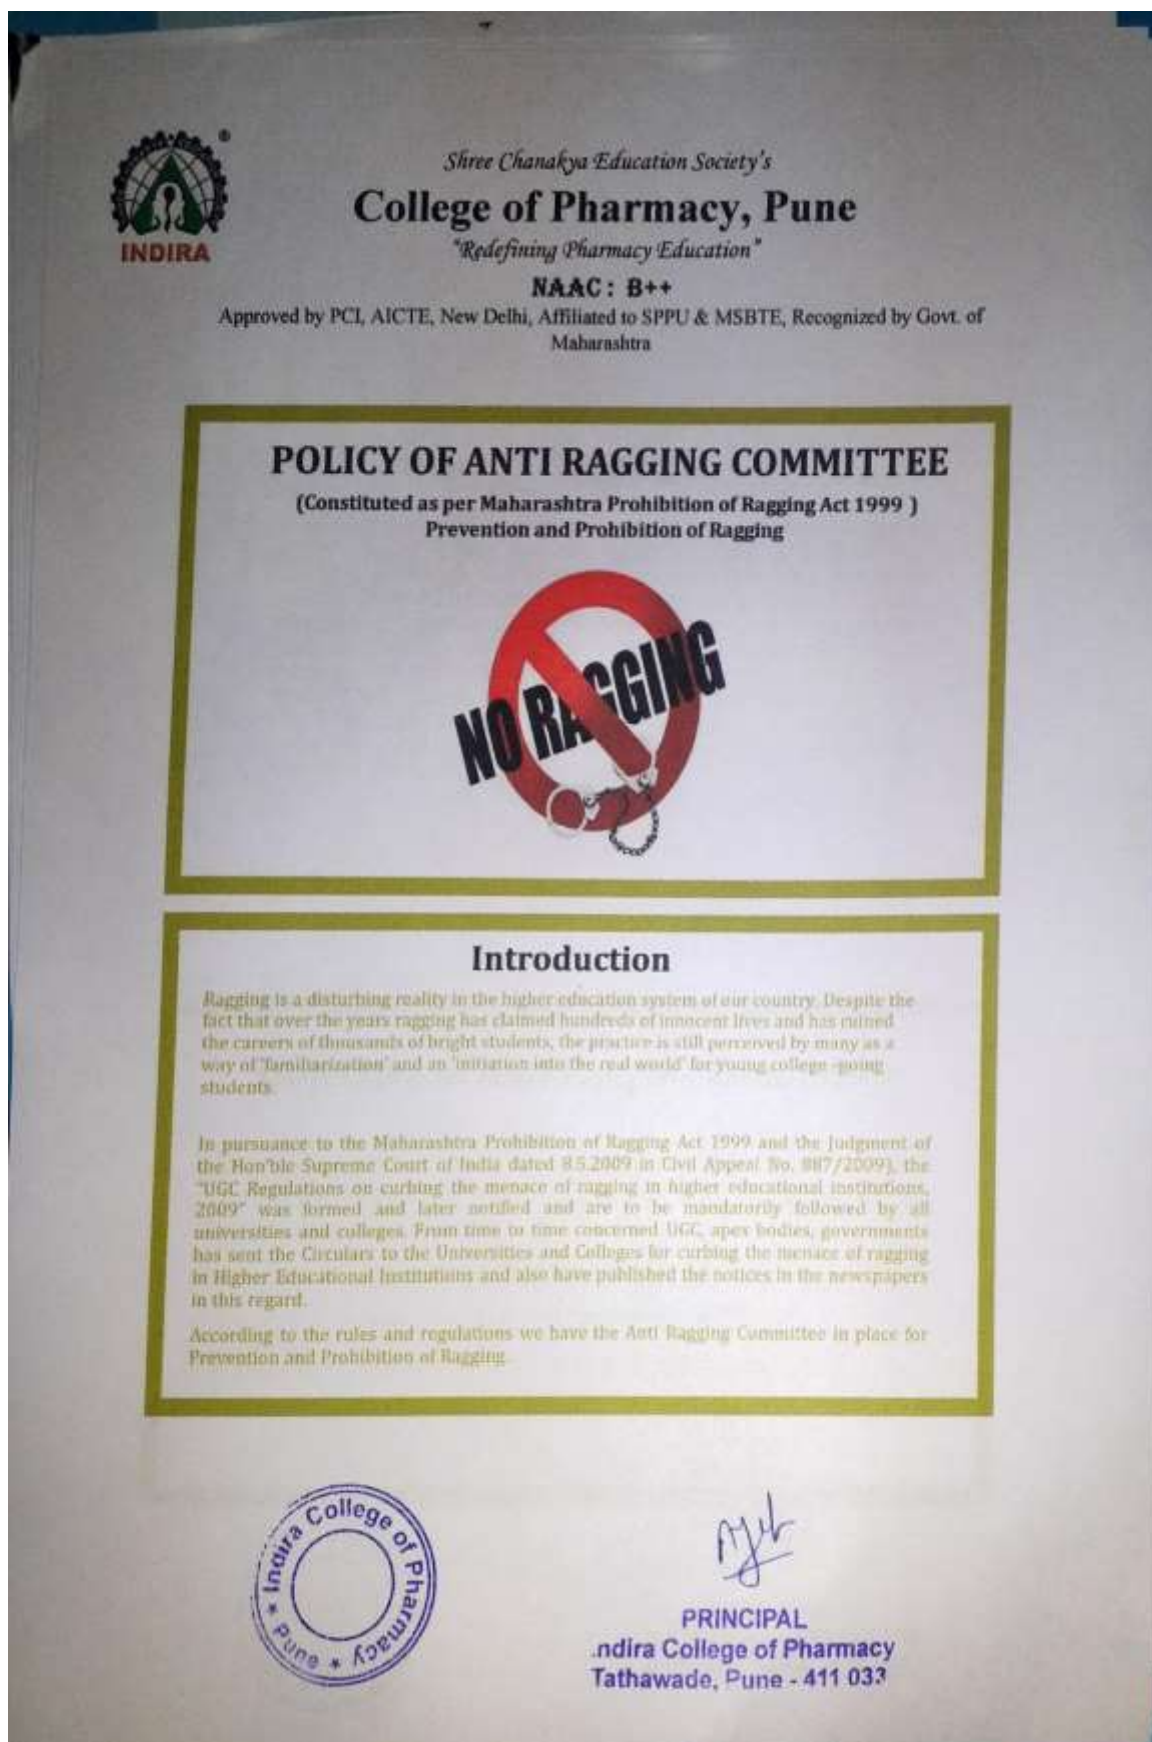 ®
INDIRA
Shree Chanakya Education Society's
College of Pharmacy, Pune
"Redefining Pharmacy Education"
NAAC: B++
Approved by PCI, AICTE, New Delhi, Affiliated to SPPU & MSBTE, Recognized by Govt. of
Maharashtra
POLICY OF ANTI RAGGING COMMITTEE
(Constituted as per Maharashtra Prohibition of Ragging Act 1999 )
Prevention and Prohibition of Ragging
NO RAGGING
Introduction
Ragging is a disturbing reality in the higher education system of our country. Despite the
fact that over the years ragging has claimed hundreds of innocent lives and has ruined
the careers of thousands of bright students, the practice is still perceived by many as a
way of 'familiarization' and an 'initiation into the real world' for young college -going
students.
In pursuance to the Maharashtra Prohibition of Ragging Act 1999 and the Judgment of
the Hon'ble Supreme Court of India dated 8.5.2009 in Civil Appeal No. 887/2009), the
"UGC Regulations on curbing the menace of ragging in higher educational institutions,
2009" was formed and later notified and are to be mandatorily followed by all
universities and colleges. From time to time concerned UGC, apex bodies, governments
has sent the Circulars to the Universities and Colleges for curbing the menace of ragging
in Higher Educational Institutions and also have published the notices in the newspapers
in this regard.
According to the rules and regulations we have the Anti Ragging Committee in place for
Prevention and Prohibition of Ragging.
Indira College of Pharmacy
* Pune *
PRINCIPAL
.ndira College of Pharmacy
Tathawade, Pune - 411 033